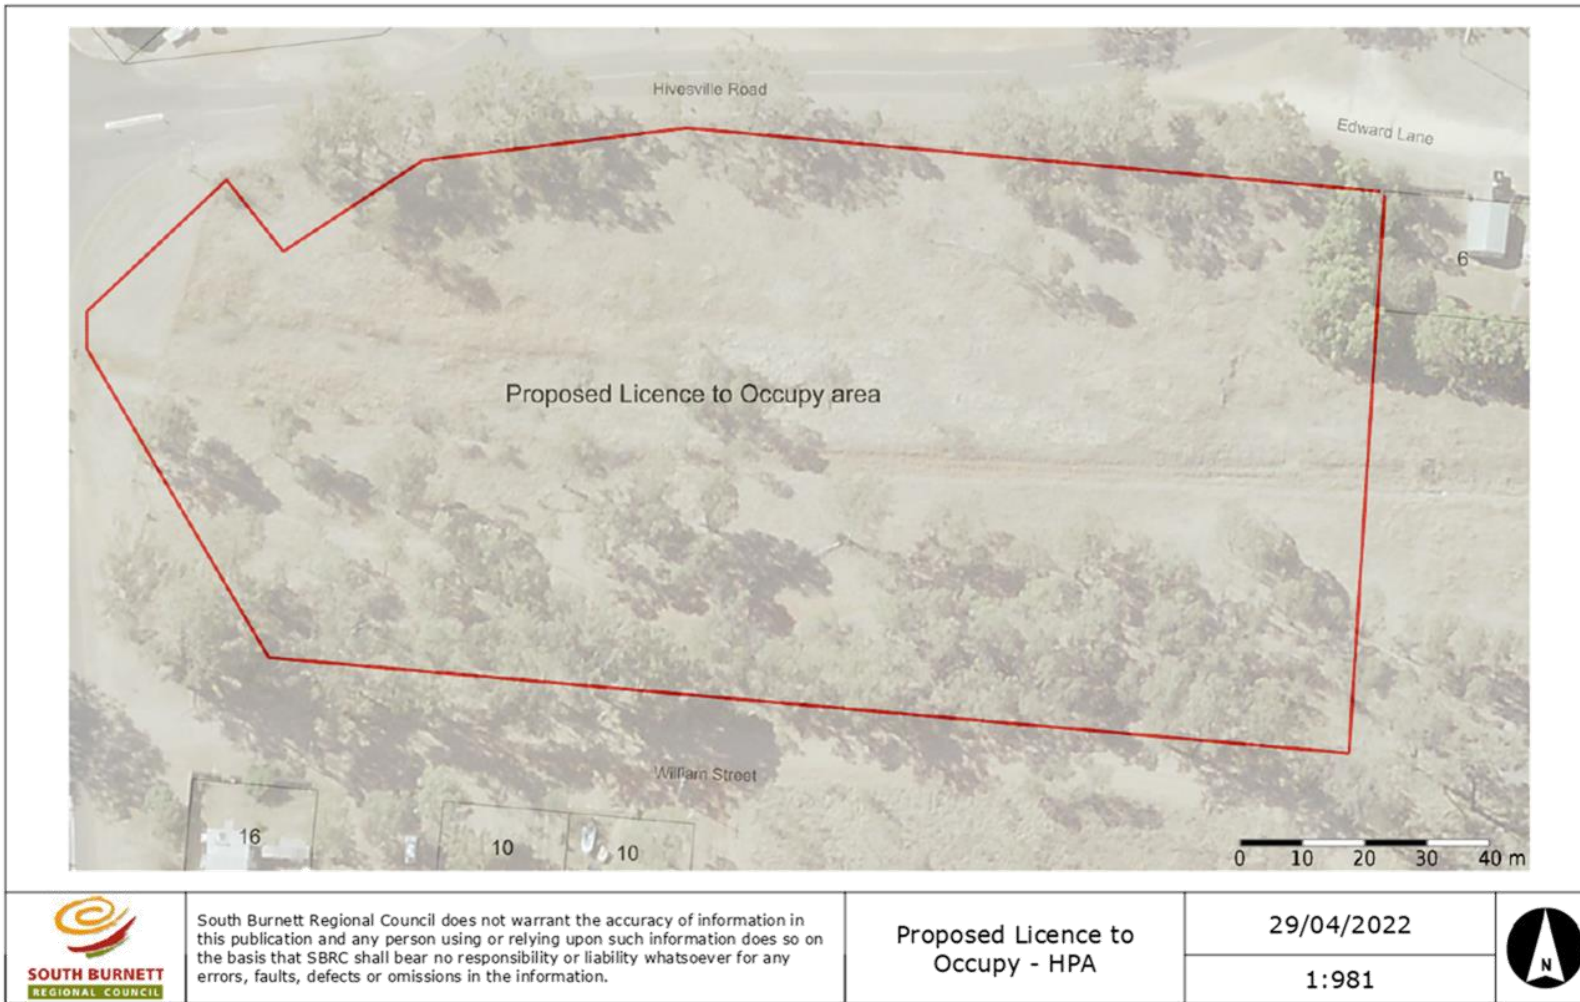 Hivesville Road
Edward Lane
6
Proposed Licence to Occupy area
William Street
16
10
10
0 10 20 30 40 m
SOUTH BURNETT
REGIONAL COUNCIL
South Burnett Regional Council does not warrant the accuracy of information in
this publication and any person using or relying upon such information does so on
the basis that SBRC shall bear no responsibility or liability whatsoever for any
errors, faults, defects or omissions in the information.
Proposed Licence to
Occupy - HPA
29/04/2022
1:981
N